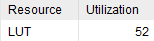 Resource Utilization
LUT 52